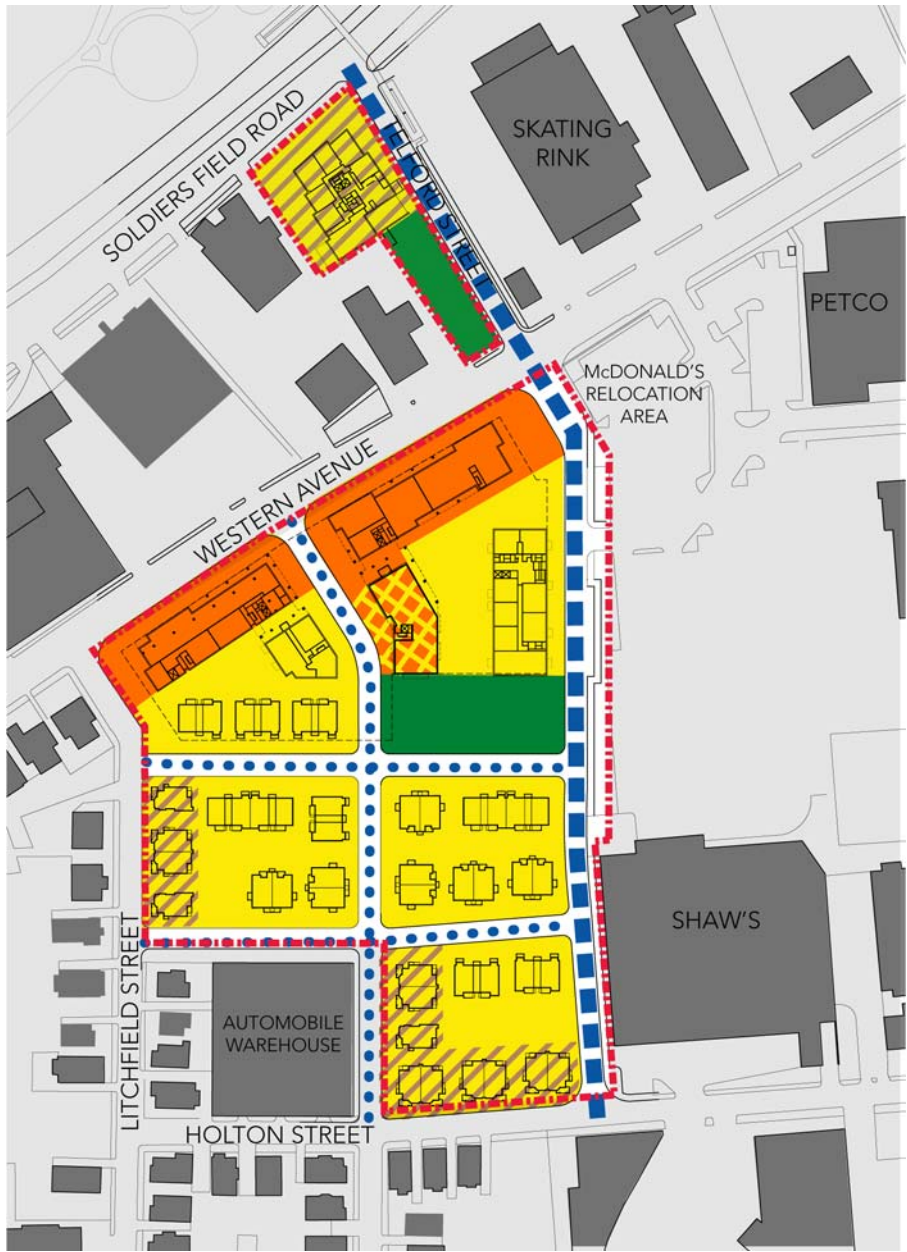 SOLDIERS FIELD ROAD
TELFORD STREET
SKATING
RINK
PETCO
McDONALD'S
RELOCATION
AREA
WESTERN AVENUE
SHAW'S
LITCHFIELD STREET
AUTOMOBILE
WAREHOUSE
HOLTON STREET